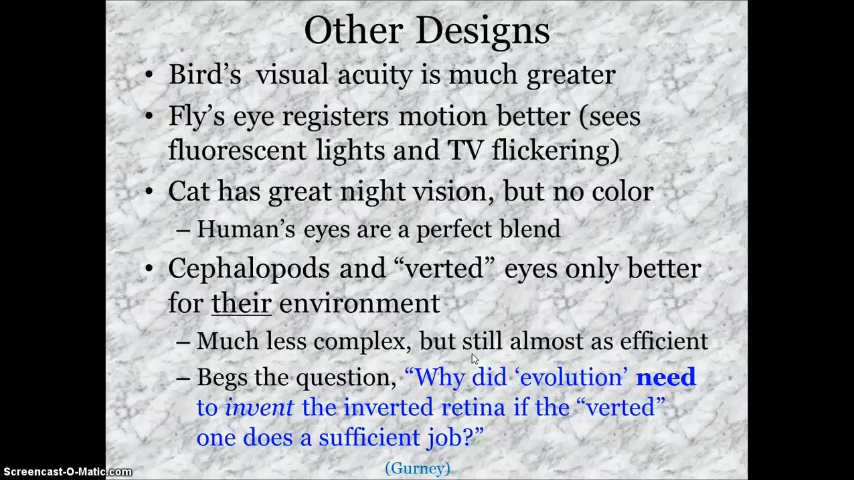 Other Designs
• Bird's visual acuity is much greater
• Fly's eye registers motion better (sees
fluorescent lights and TV flickering)
• Cat has great night vision, but no color
– Human's eyes are a perfect blend
• Cephalopods and “verted” eyes only better
for their environment
– Much less complex, but still almost as efficient
– Begs the question, “Why did ‘evolution’ need
to invent the inverted retina if the “verted”
one does a sufficient job?”
(Gurney)
Screencast-O-Matic.com